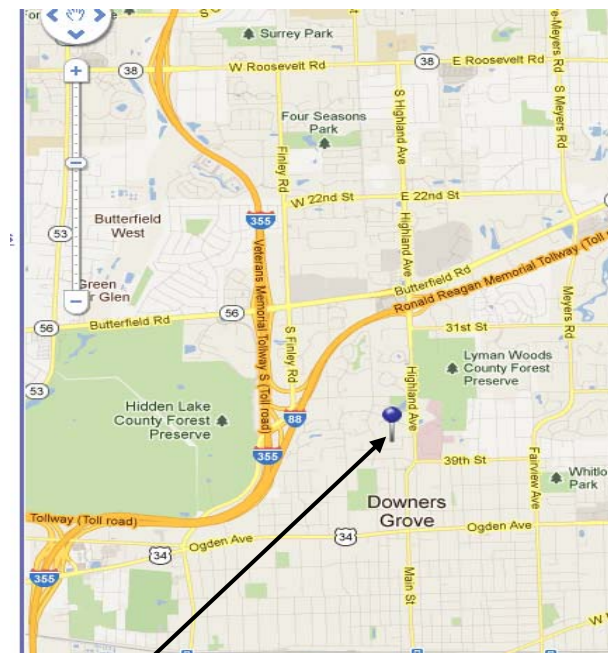 Surrey Park
38
W Roosevelt Rd
38
E Roosevelt Rd
S Meyers Rd
S Highland Ave
Four Seasons
Park
Finley Rd
W 22nd St
E 22nd St
355
Butterfield
West
53
Highland Ave
Veterans Memorial Tollway S (Toll road)
Green
Glen
Butterfield Rd
Ronald Reagan Memorial Tollway (Toll
56
56
Butterfield Rd
S Finley Rd
31st St
Meyers Rd
Lyman Woods
County Forest
Preserve
53
Highland Ave
Hidden Lake
County Forest
Preserve
88
355
39th St
Fairview Ave
Park
Downers
Grove
Tollway (Toll road)
Ogden Ave
34
Ogden Ave
34
355
Main St